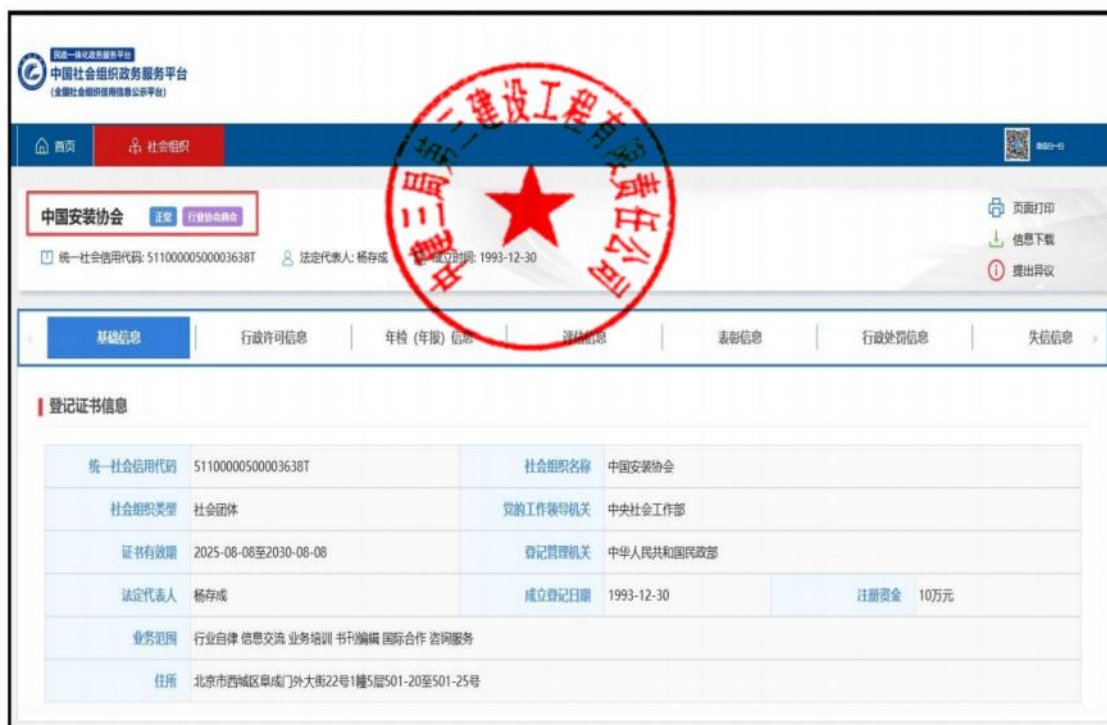 民政一体化政务服务平台
中国社会组织政务服务平台
(全国社会组织信用信息公示平台)
首页 社会组织 微信扫一扫
中建三局第二建设工程有限责任公司
中国安装协会 正常 行业协会商会
统一社会信用代码: 51100000500003638T 法定代表人: 杨存成 成立时间: 1993-12-30
页面打印
信息下载
提出异议
基础信息 行政许可信息 年检 (年报) 信息 评估信息 表彰信息 行政处罚信息 失信信息
登记证书信息
统一社会信用代码 51100000500003638T 社会组织名称 中国安装协会
社会组织类型 社会团体 党的工作领导机关 中央社会工作部
证书有效期 2025-08-08至2030-08-08 登记管理机关 中华人民共和国民政部
法定代表人 杨存成 成立登记日期 1993-12-30 注册资金 10万元
业务范围 行业自律 信息交流 业务培训 书刊编辑 国际合作 咨询服务
住所 北京市西城区阜成门外大街22号1幢5层501-20至501-25号